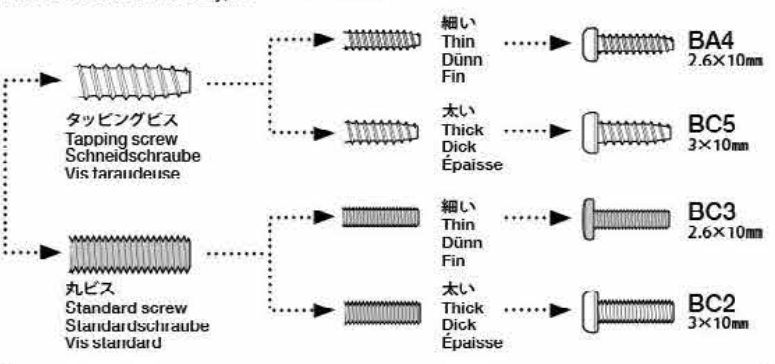 タッピングビス
Tapping screw
Schneidschraube
Vis taraudeuse
細い
Thin
Dünn
Fin
BA4
2.6×10mm
太い
Thick
Dick
Épaisse
BC5
3×10mm
丸ビス
Standard screw
Standardschraube
Vis standard
細い
Thin
Dünn
Fin
BC3
2.6×10mm
太い
Thick
Dick
Épaisse
BC2
3×10mm